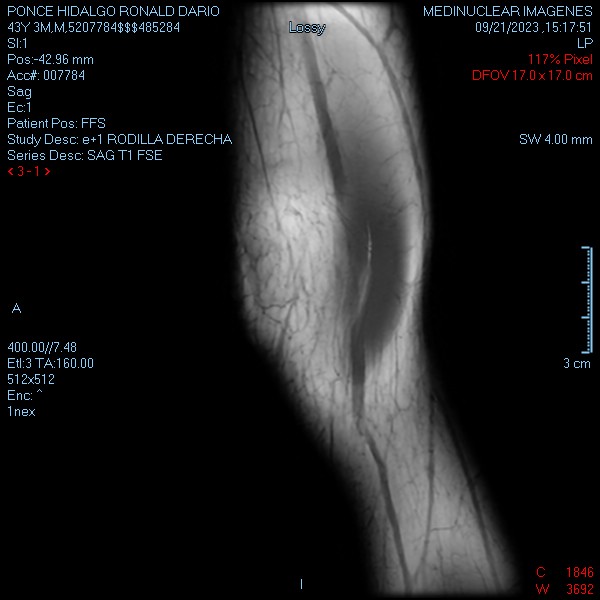 PONCE HIDALGO RONALD DARIO
43Y 3M,M,5207784$$$485284
Sl:1
Pos:-42.96 mm
Acc#: 007784
Sag
Ec:1
Patient Pos: FFS
Study Desc: e+1 RODILLA DERECHA
Series Desc: SAG T1 FSE
< 3 - 1 >
Lossy
MEDINUCLEAR IMAGENES
09/21/2023 ,15:17:51
LP
117% Pixel
DFOV 17.0 x 17.0 cm
SW 4.00 mm
A
3 cm
400.00//7.48
Etl:3 TA:160.00
512x512
Enc: ^
1nex
I
C 1846
W 3692